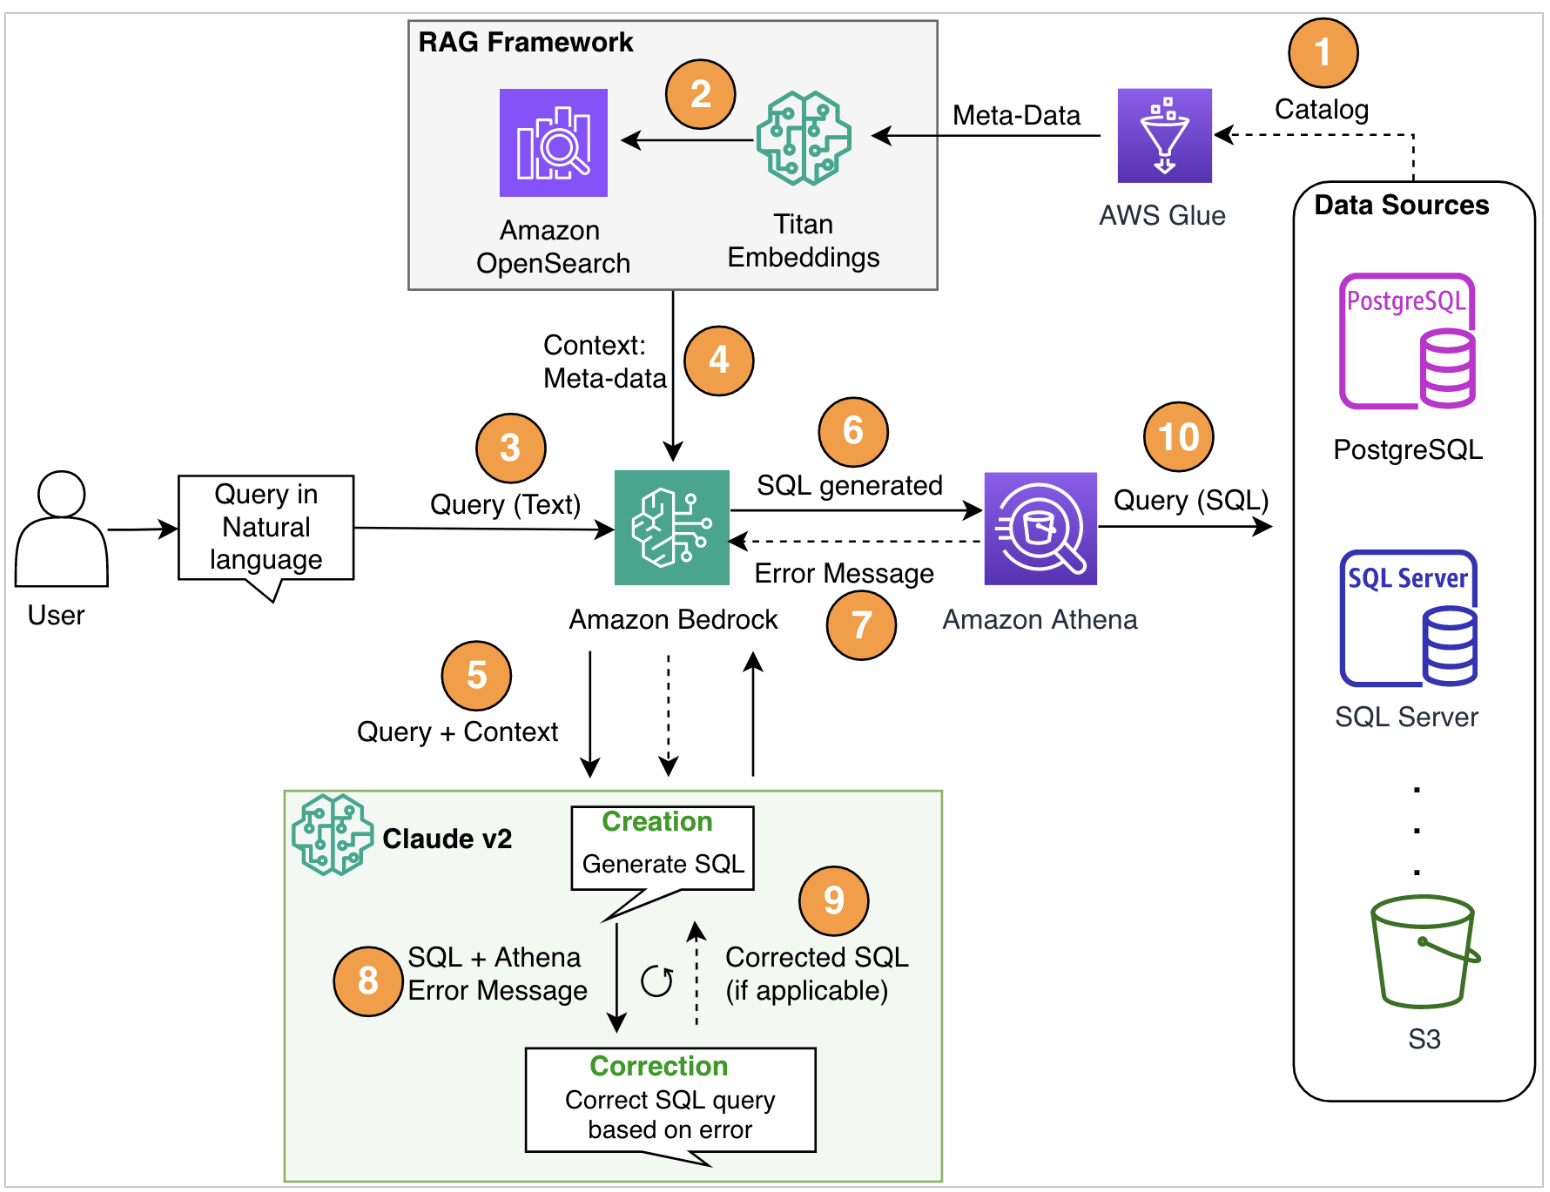 RAG Framework
1
2
Meta-Data
Catalog
AWS Glue
Data Sources
Amazon
OpenSearch
Titan
Embeddings
PostgreSQL
PostgreSQL
Context:
Meta-data
4
3
6
10
Query in
Natural
language
Query (Text)
SQL generated
Query (SQL)
Error Message
User
Amazon Bedrock
7
Amazon Athena
SQL Server
SQL Server
5
Query + Context
Claude v2
Creation
Generate SQL
9
8
SQL + Athena
Error Message
Corrected SQL
(if applicable)
Correction
Correct SQL query
based on error
S3